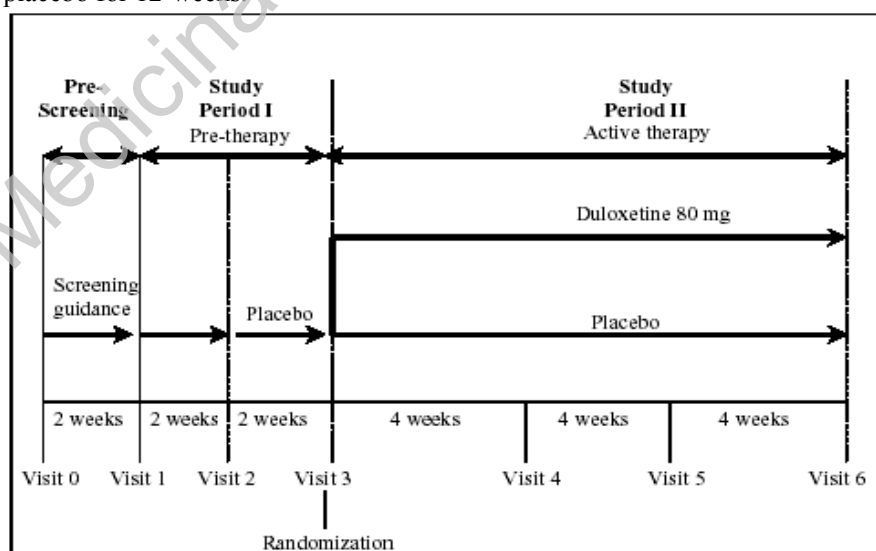 placebo for 12-weeks.
Medicina
Pre-
Screening
Study
Period I
Pre-therapy
Study
Period II
Active therapy
Duloxetine 80 mg
Screening
guidance
Placebo
Placebo
2 weeks
2 weeks
2 weeks
4 weeks
4 weeks
4 weeks
Visit 0
Visit 1
Visit 2
Visit 3
Visit 4
Visit 5
Visit 6
Randomization